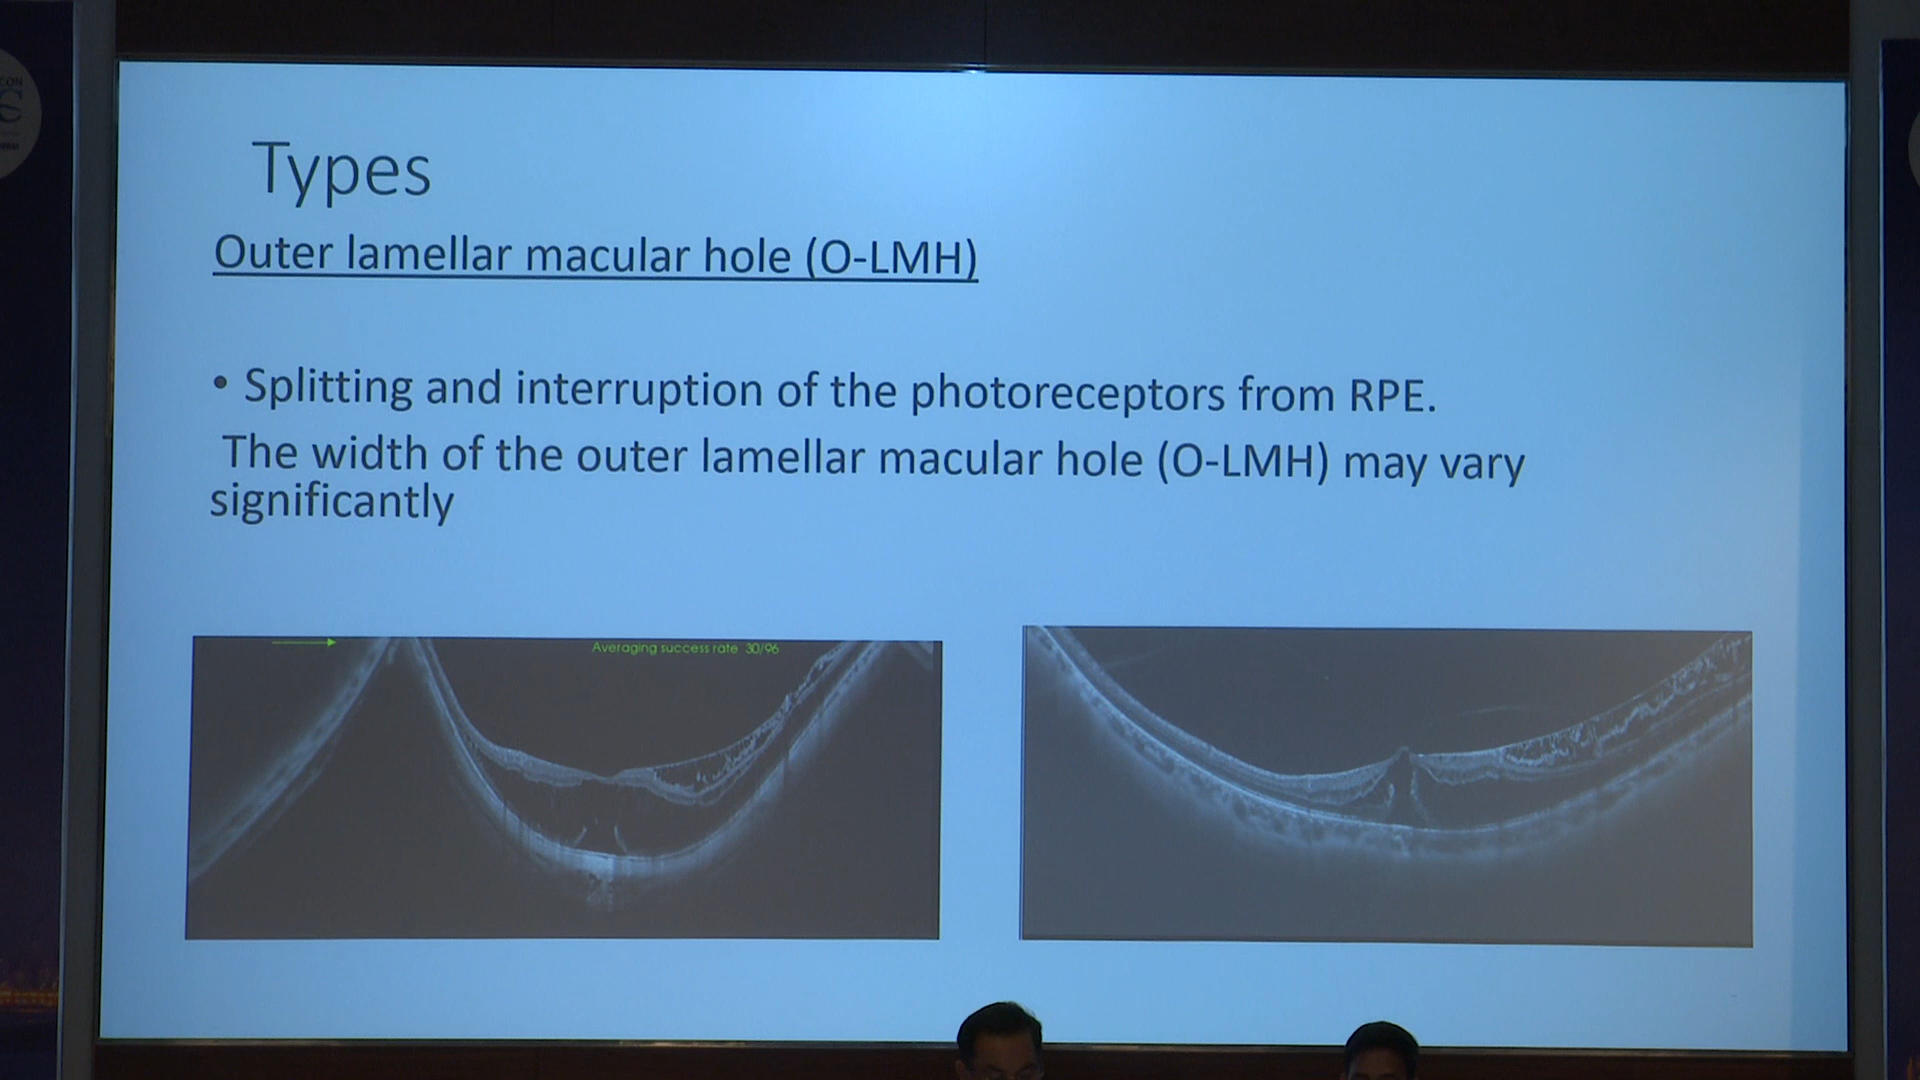 Types
Outer lamellar macular hole (O-LMH)
• Splitting and interruption of the photoreceptors from RPE.
The width of the outer lamellar macular hole (O-LMH) may vary
significantly
Averaging success rate 30/96
CON